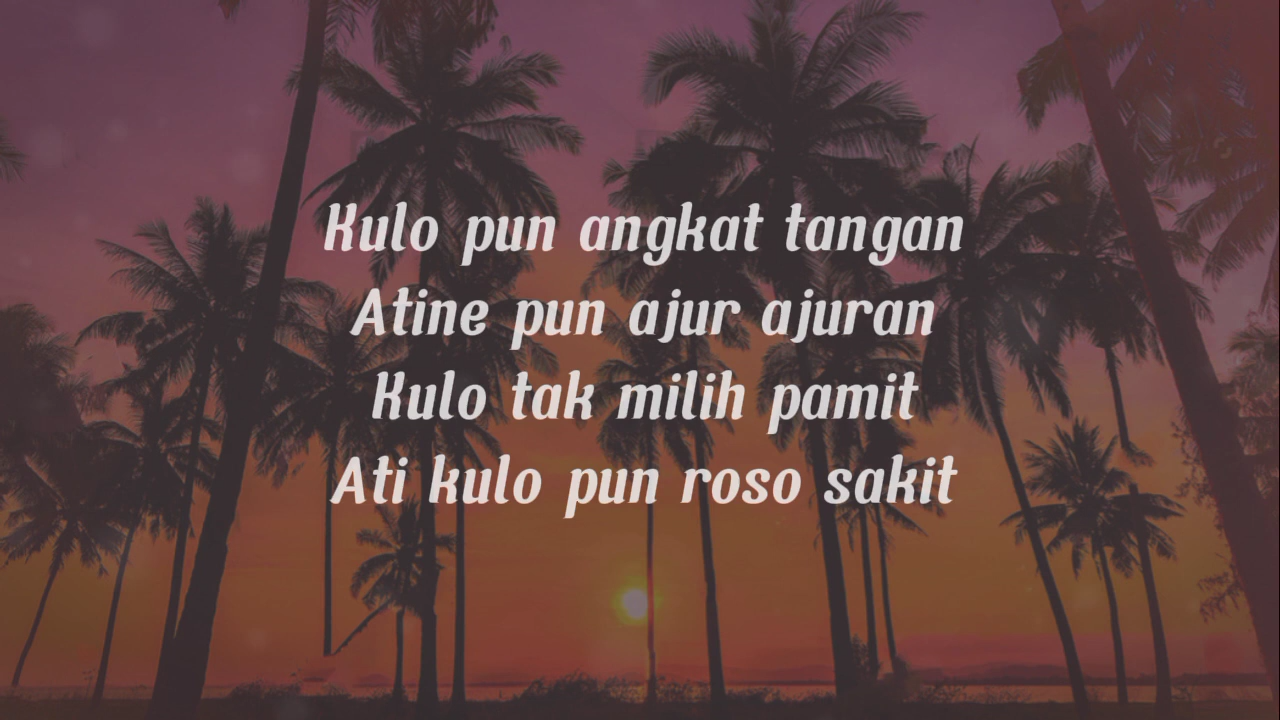 Kulo pun angkat tangan
Atine pun ajur ajuran
Kulo tak milih pamit
Ati kulo pun roso sakit